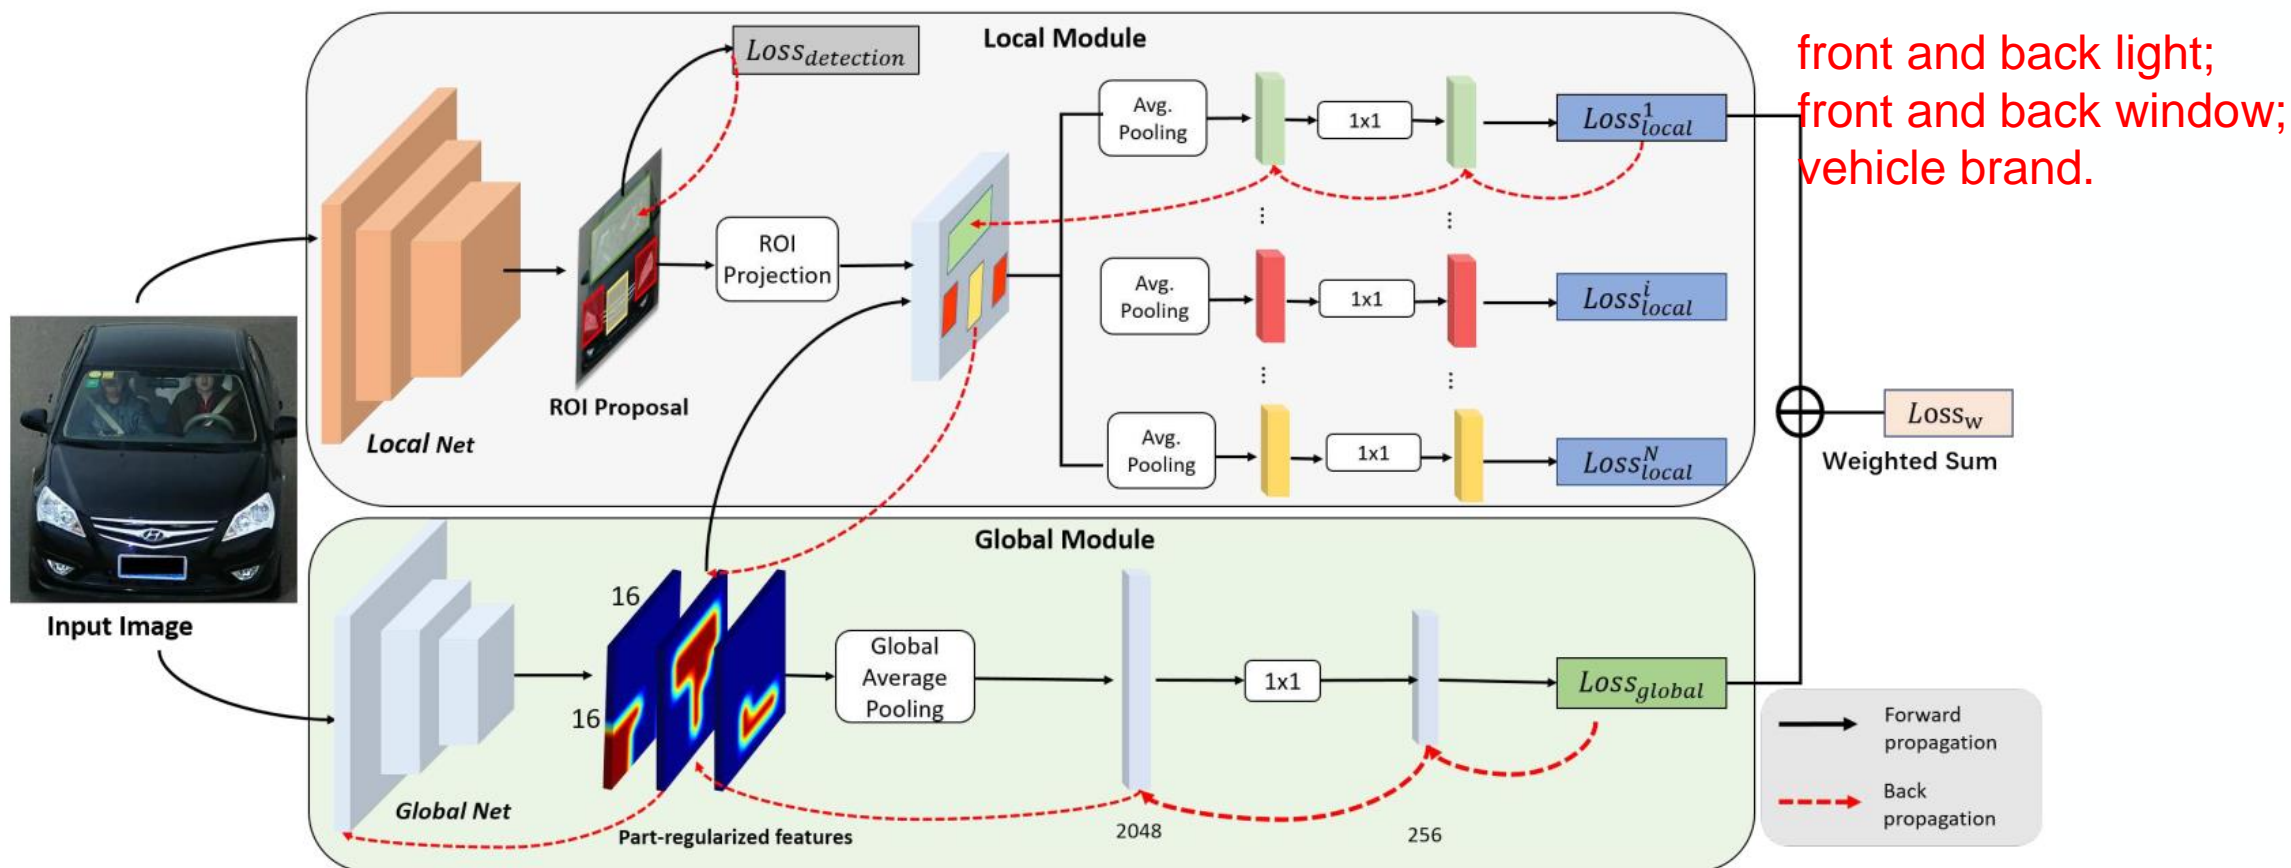 Local Module
Loss_detection
front and back light;
front and back window;
vehicle brand.
Avg.
Pooling
1x1
Loss^1_local
ROI
Projection
...
...
Avg.
Pooling
1x1
Loss^i_local
...
...
ROI Proposal
Local Net
Avg.
Pooling
1x1
Loss^N_local
Loss_w
Weighted Sum
Input Image
Global Module
16
16
Global
Average
Pooling
1x1
Loss_global
Global Net
Part-regularized features
2048
256
Forward
propagation
Back
propagation